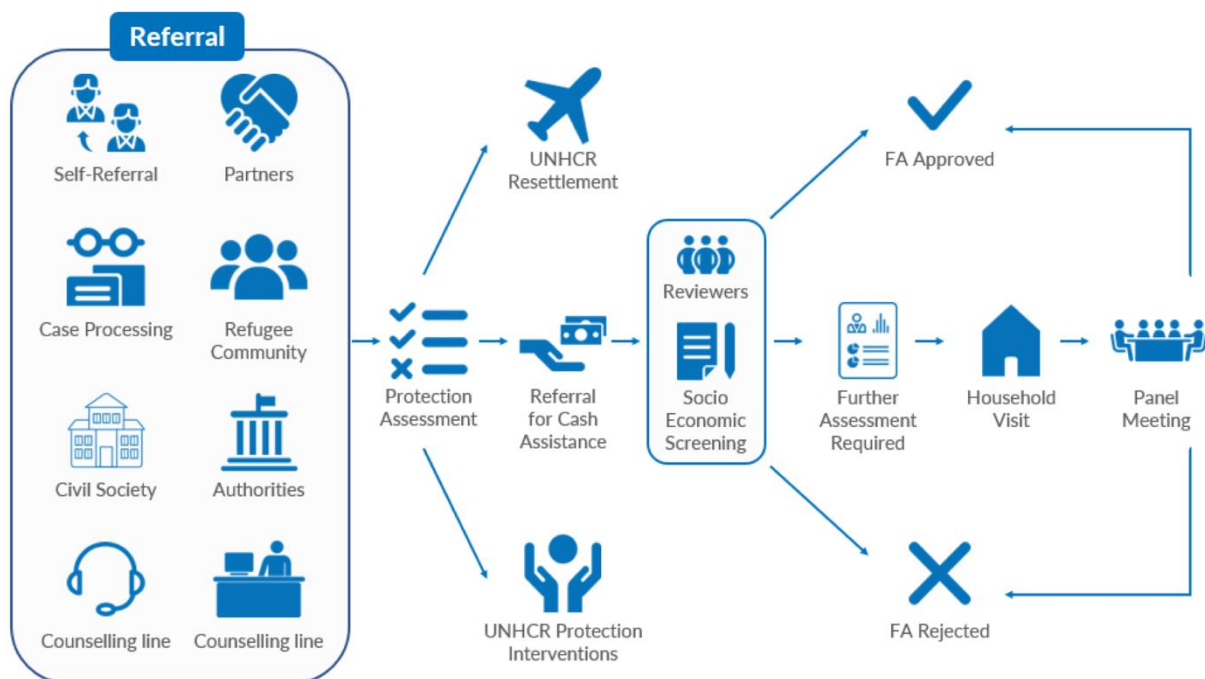 Referral
Self-Referral
Partners
Case Processing
Refugee
Community
Civil Society
Authorities
Counselling line
Counselling line
Protection
Assessment
UNHCR
Resettlement
Referral
for Cash
Assistance
UNHCR Protection
Interventions
Reviewers
Socio
Economic
Screening
FA Approved
Further
Assessment
Required
Household
Visit
Panel
Meeting
FA Rejected